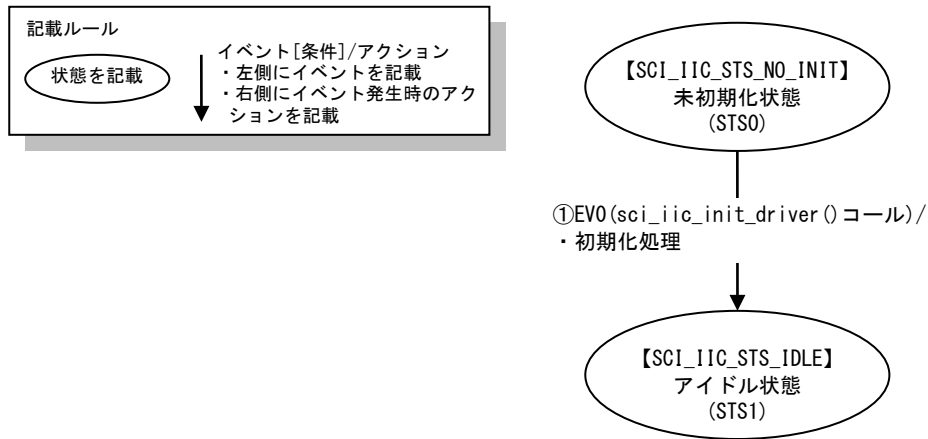 記載ルール
状態を記載
イベント[条件]/アクション
・左側にイベントを記載
・右側にイベント発生時のアク
ションを記載
【SCI_IIC_STS_NO_INIT】
未初期化状態
(STS0)
①EV0(sci_iic_init_driver()コール)/
・初期化処理
【SCI_IIC_STS_IDLE】
アイドル状態
(STS1)